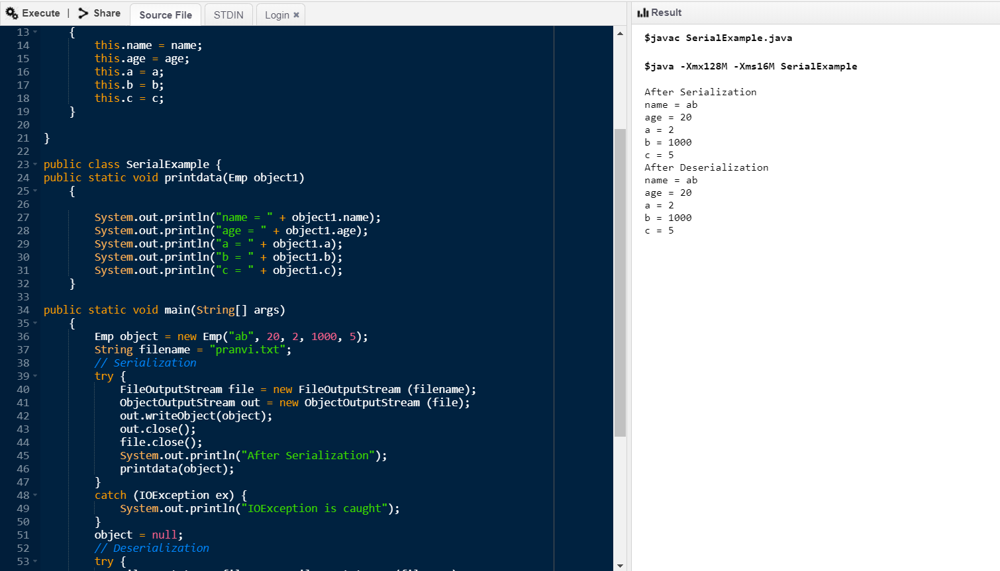 Execute | Share Source File STDIN Login ×
13 {
14 this.name = name;
15 this.age = age;
16 this.a = a;
17 this.b = b;
18 this.c = c;
19 }
20
21 }
22
23 public class SerialExample {
24 public static void printdata(Emp object1)
25 {
26
27 System.out.println("name = " + object1.name);
28 System.out.println("age = " + object1.age);
29 System.out.println("a = " + object1.a);
30 System.out.println("b = " + object1.b);
31 System.out.println("c = " + object1.c);
32 }
33
34 public static void main(String[] args)
35 {
36 Emp object = new Emp("ab", 20, 2, 1000, 5);
37 String filename = "pranvi.txt";
38 // Serialization
39 try {
40 FileOutputStream file = new FileOutputStream (filename);
41 ObjectOutputStream out = new ObjectOutputStream (file);
42 out.writeObject(object);
43 out.close();
44 file.close();
45 System.out.println("After Serialization");
46 printdata(object);
47 }
48 catch (IOException ex) {
49 System.out.println("IOException is caught");
50 }
51 object = null;
52 // Deserialization
53 try {
Result
$javac SerialExample.java
$java -Xmx128M -Xms16M SerialExample
After Serialization
name = ab
age = 20
a = 2
b = 1000
c = 5
After Deserialization
name = ab
age = 20
a = 2
b = 1000
c = 5